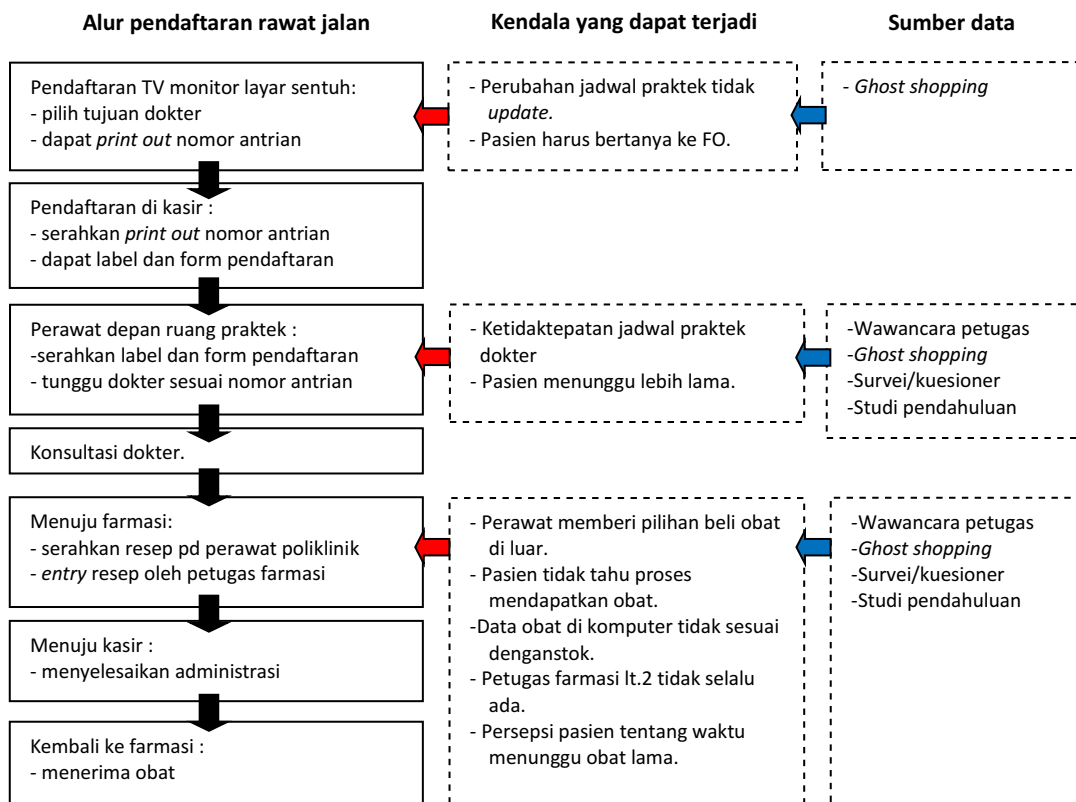 Alur pendaftaran rawat jalan
Kendala yang dapat terjadi
Sumber data
Pendaftaran TV monitor layar sentuh:
- pilih tujuan dokter
- dapat print out nomor antrian
- Perubahan jadwal praktek tidak
update.
- Pasien harus bertanya ke FO.
- Ghost shopping
Pendaftaran di kasir :
- serahkan print out nomor antrian
- dapat label dan form pendaftaran
Perawat depan ruang praktek :
-serahkan label dan form pendaftaran
- tunggu dokter sesuai nomor antrian
- Ketidaktepatan jadwal praktek
dokter
- Pasien menunggu lebih lama.
-Wawancara petugas
-Ghost shopping
-Survei/kuesioner
-Studi pendahuluan
Konsultasi dokter.
Menuju farmasi:
- serahkan resep pd perawat poliklinik
- entry resep oleh petugas farmasi
- Perawat memberi pilihan beli obat
di luar.
- Pasien tidak tahu proses
mendapatkan obat.
-Data obat di komputer tidak sesuai
denganstok.
- Petugas farmasi lt.2 tidak selalu
ada.
- Persepsi pasien tentang waktu
menunggu obat lama.
-Wawancara petugas
-Ghost shopping
-Survei/kuesioner
-Studi pendahuluan
Menuju kasir :
- menyelesaikan administrasi
Kembali ke farmasi :
- menerima obat